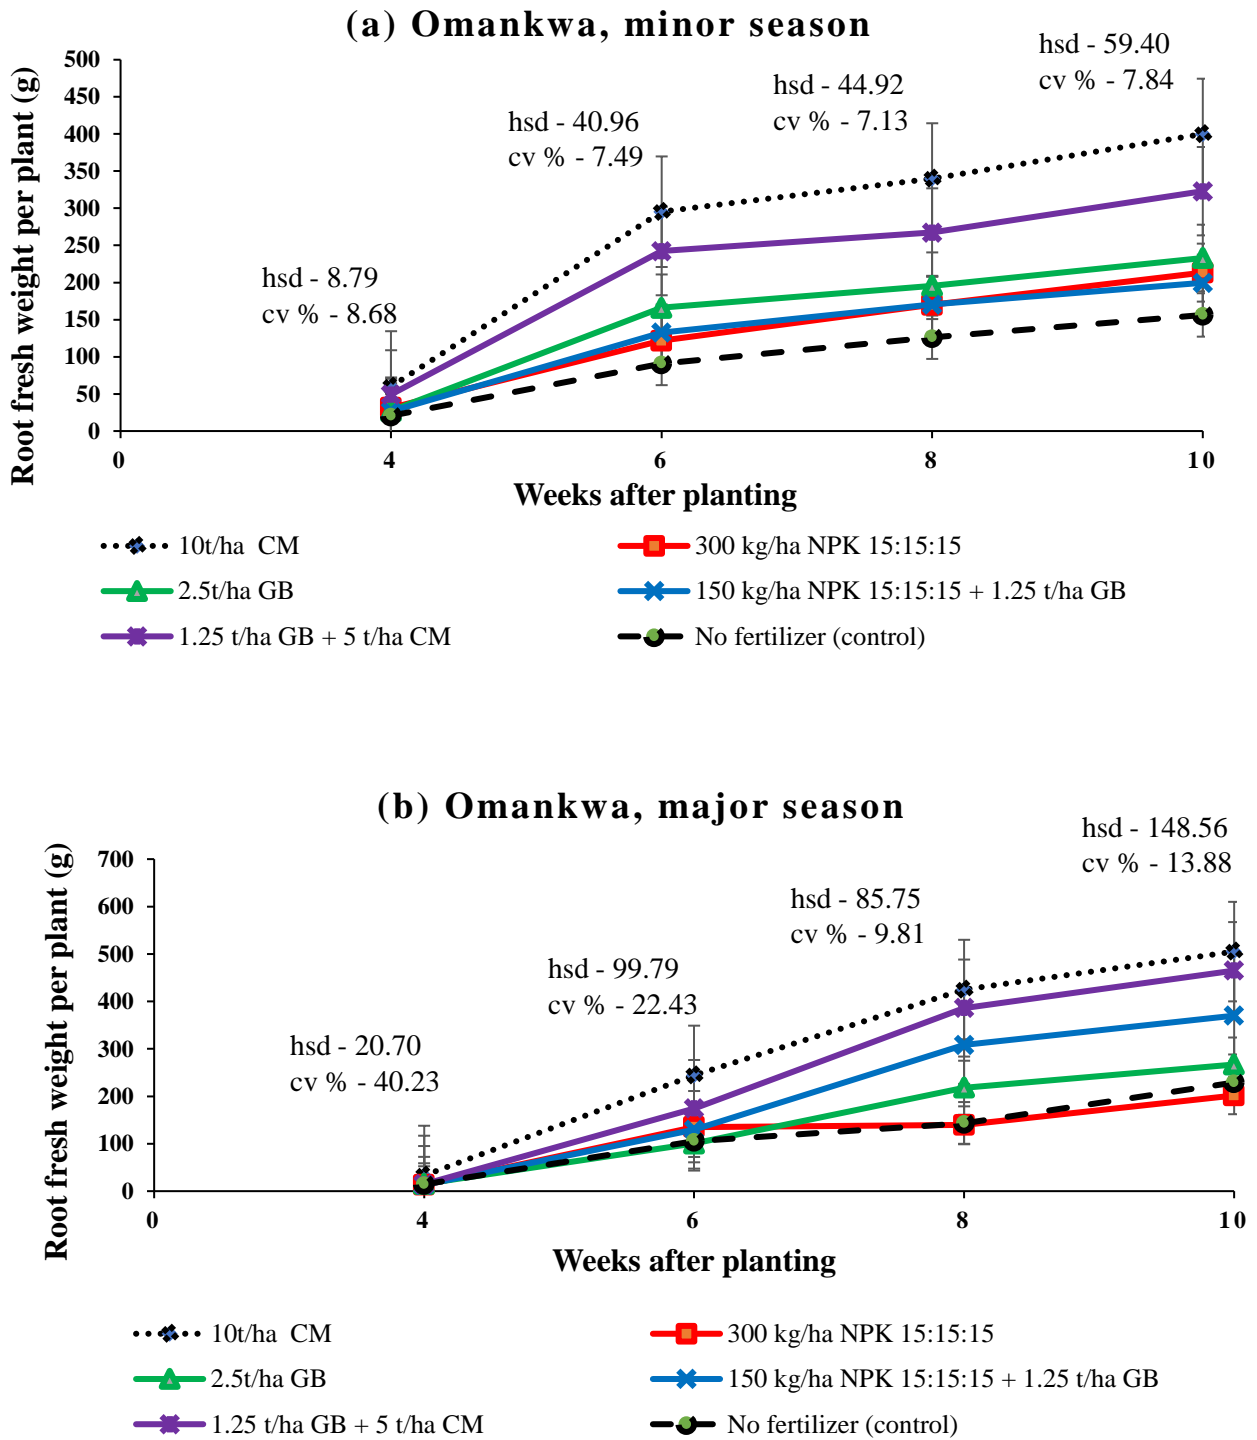 (a) Omankwa, minor season
hsd - 59.40
cv % - 7.84
hsd - 44.92
cv % - 7.13
hsd - 40.96
cv % - 7.49
hsd - 8.79
cv % - 8.68
Root fresh weight per plant (g)
500
450
400
350
300
250
200
150
100
50
0
0
4
6
8
10
Weeks after planting
10t/ha CM
300 kg/ha NPK 15:15:15
2.5t/ha GB
150 kg/ha NPK 15:15:15 + 1.25 t/ha GB
1.25 t/ha GB + 5 t/ha CM
No fertilizer (control)
(b) Omankwa, major season
hsd - 148.56
cv % - 13.88
hsd - 85.75
cv % - 9.81
hsd - 99.79
cv % - 22.43
hsd - 20.70
cv % - 40.23
Root fresh weight per plant (g)
700
600
500
400
300
200
100
0
0
4
6
8
10
Weeks after planting
10t/ha CM
300 kg/ha NPK 15:15:15
2.5t/ha GB
150 kg/ha NPK 15:15:15 + 1.25 t/ha GB
1.25 t/ha GB + 5 t/ha CM
No fertilizer (control)